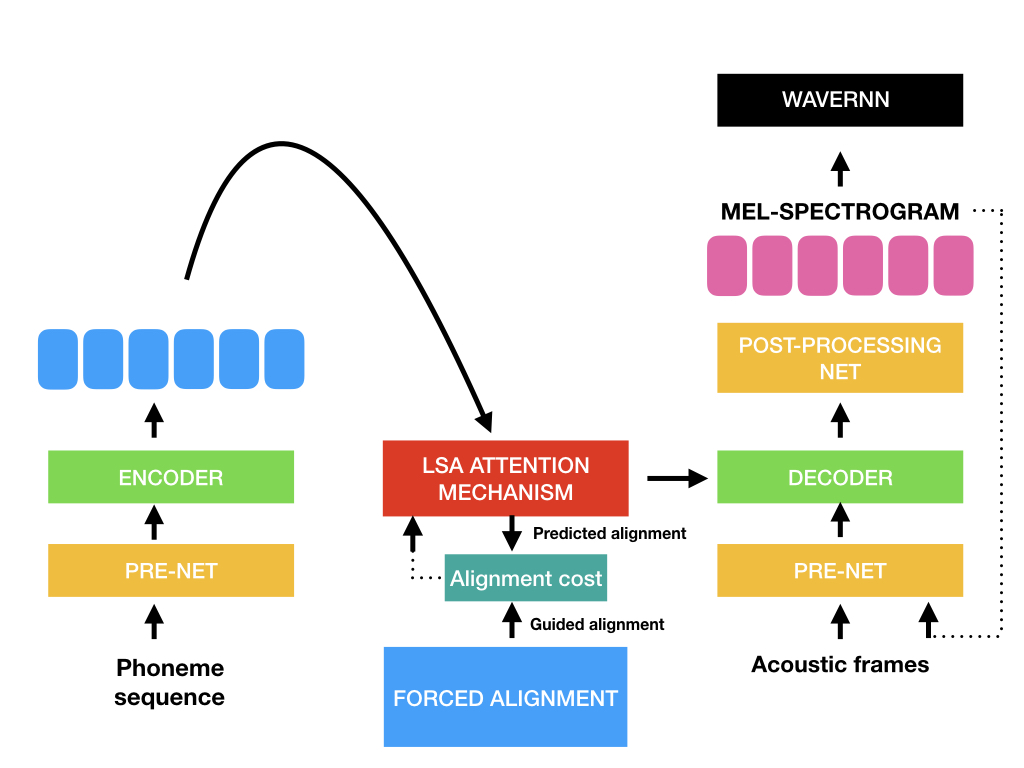 WAVERNN
MEL-SPECTROGRAM
POST-PROCESSING
NET
ENCODER
LSA ATTENTION
MECHANISM
DECODER
Predicted alignment
PRE-NET
Alignment cost
PRE-NET
Guided alignment
Phoneme
sequence
FORCED ALIGNMENT
Acoustic frames